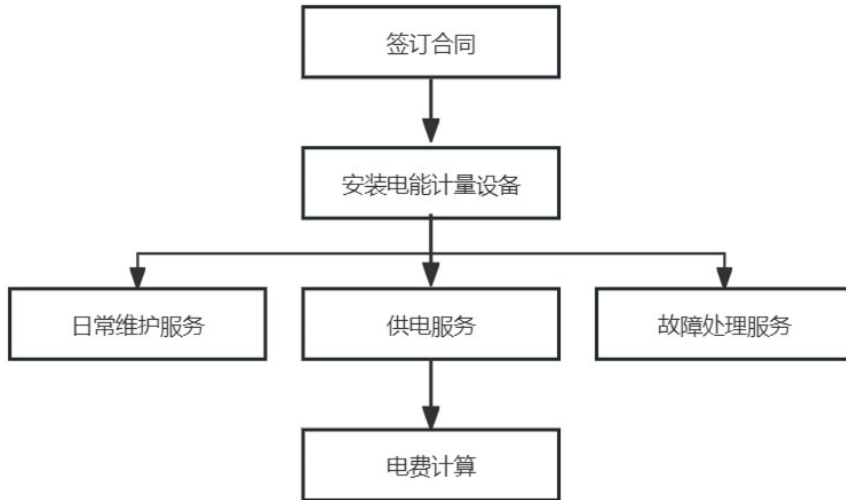 签订合同
安装电能计量设备
日常维护服务
供电服务
故障处理服务
电费计算